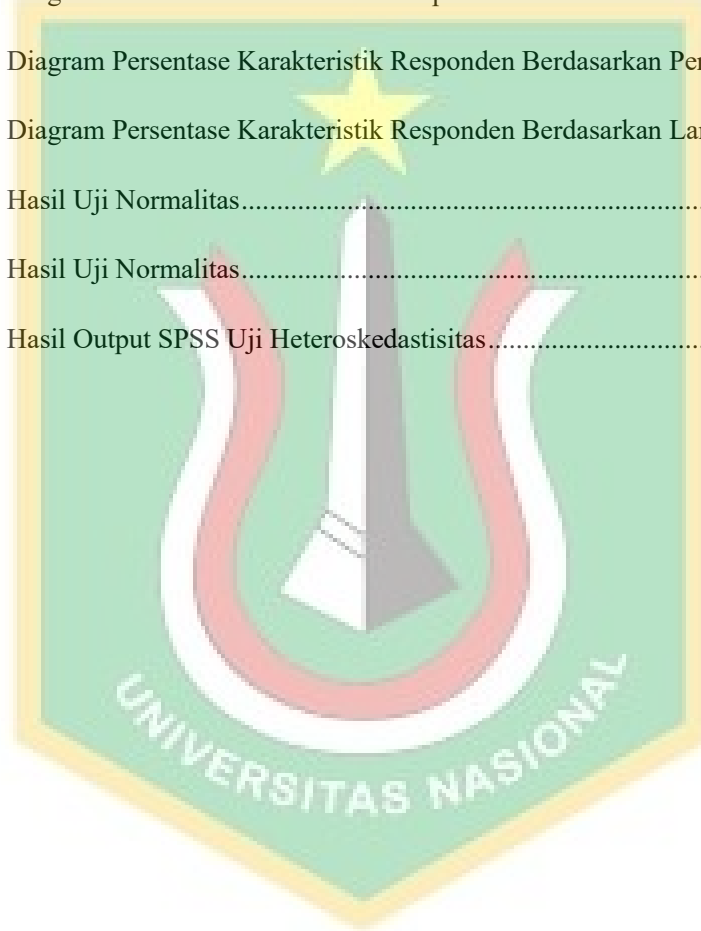 Diagram Persentase Karakteristik Responden Berdasarkan
Diagram Persentase Karakteristik Responden Berdasarkan
Hasil Uji Normalitas........................................................................
Hasil Uji Normalitas........................................................................
Hasil Output SPSS Uji Heteroskedastisitas..................................
UNIVERSITAS NASIONAL